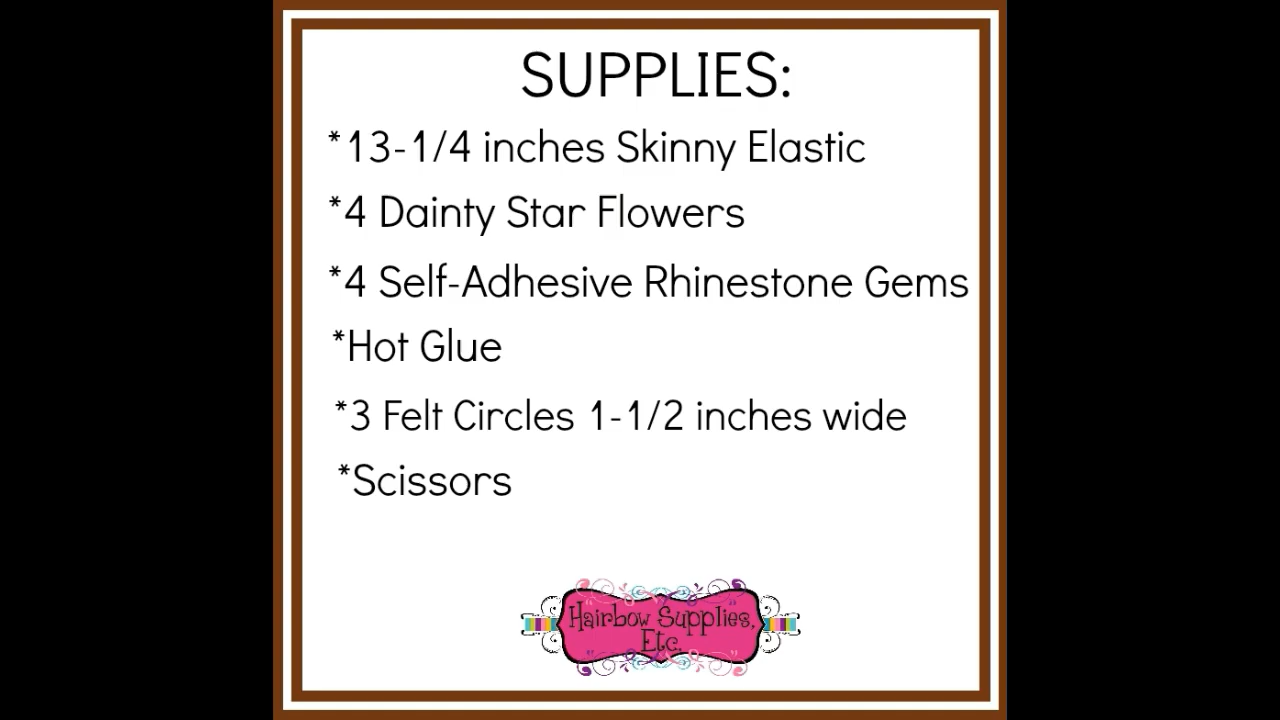 SUPPLIES:
*13-1/4 inches Skinny Elastic
*4 Dainty Star Flowers
*4 Self-Adhesive Rhinestone Gems
*Hot Glue
*3 Felt Circles 1-1/2 inches wide
*Scissors
Hairbow Supplies,
Etc.